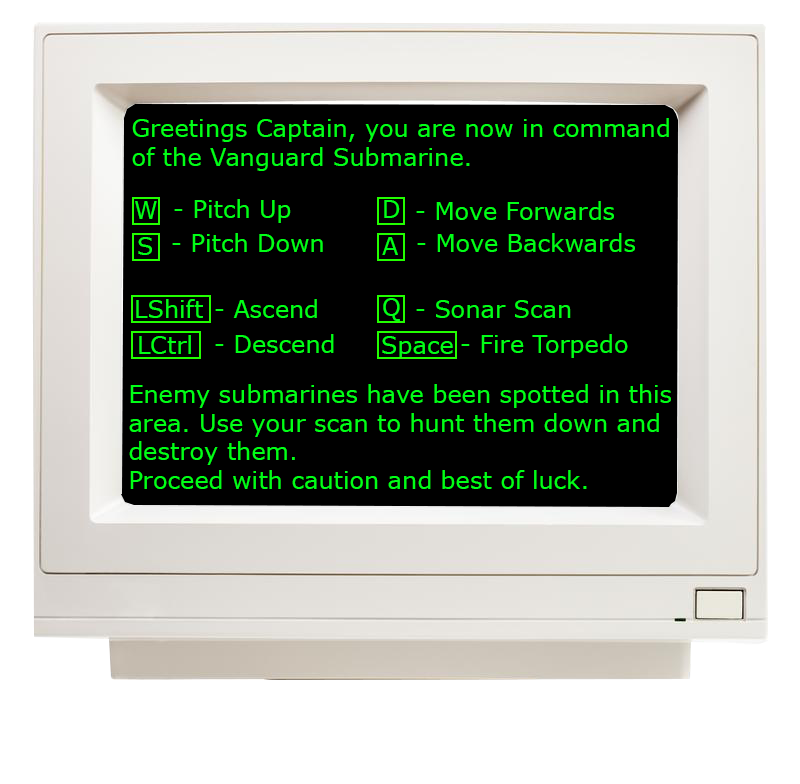 Greetings Captain, you are now in command
of the Vanguard Submarine.
W - Pitch Up
D - Move Forwards
S - Pitch Down
A - Move Backwards
LShift - Ascend
Q - Sonar Scan
LCtrl - Descend
Space - Fire Torpedo
Enemy submarines have been spotted in this
area. Use your scan to hunt them down and
destroy them.
Proceed with caution and best of luck.